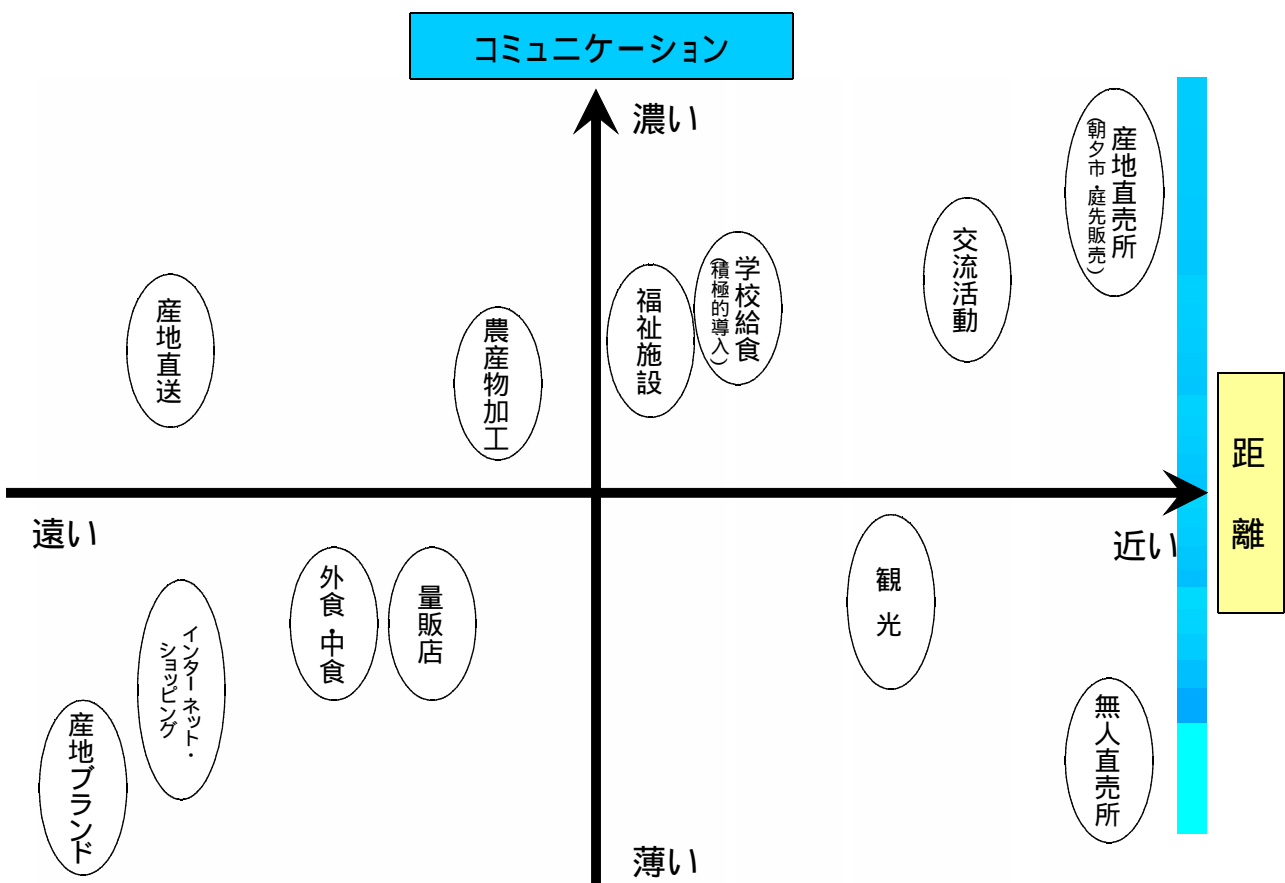 コミュニケーション
濃い
産地直売所
(朝夕市・庭先販売)
交流活動
学校給食
(積極的導入)
福祉施設
農産物加工
産地直送
距離
遠い
近い
観光
量販店
外食・中食
インターネット・
ショッピング
産地ブランド
無人直売所
薄い